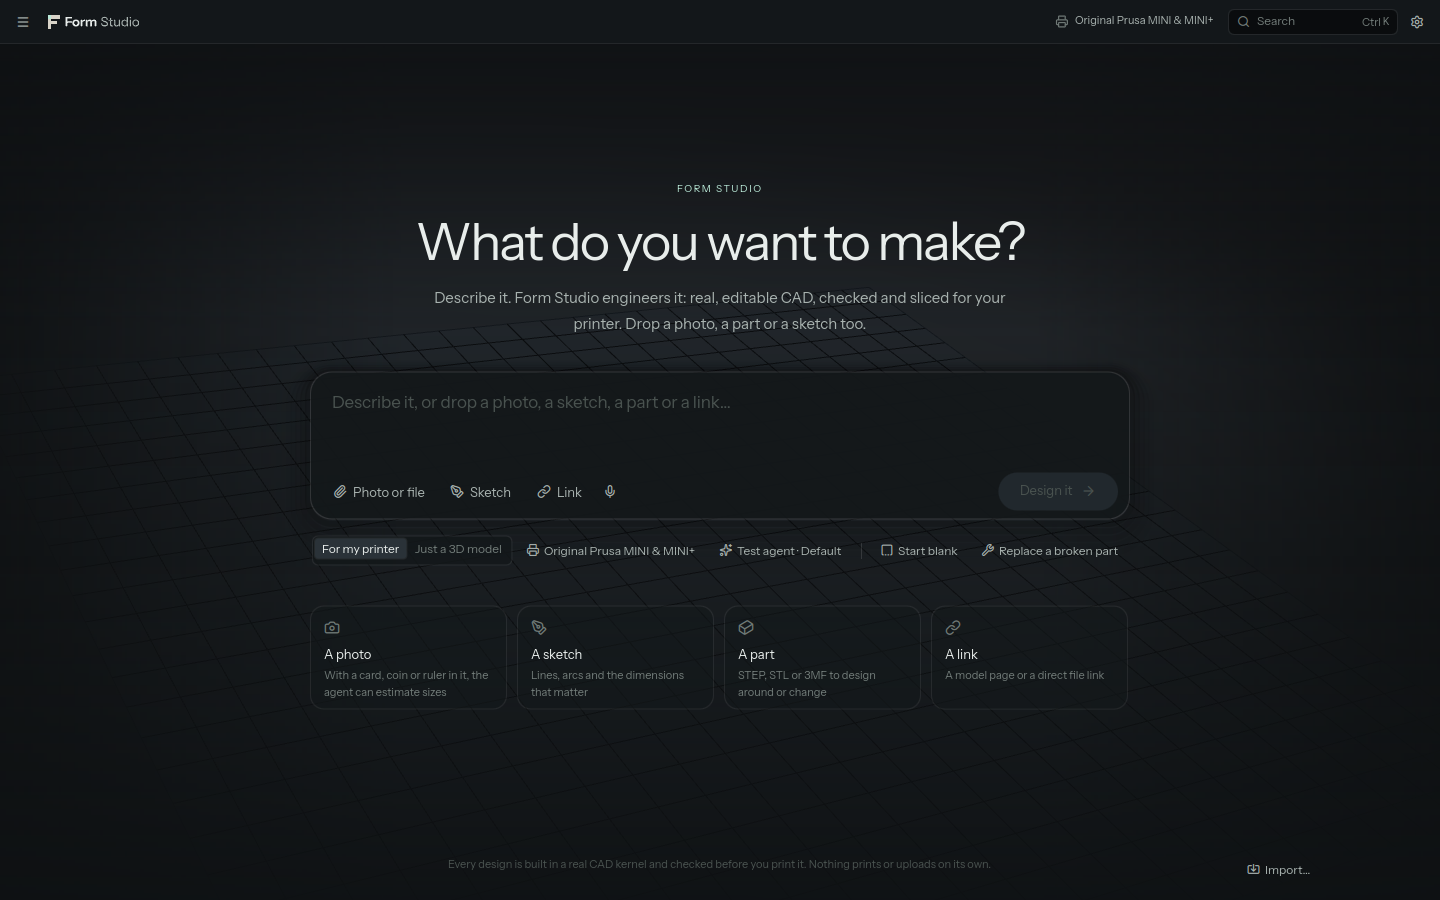 Form Studio
Original Prusa MINI & MINI+
Search
Ctrl K
FORM STUDIO
What do you want to make?
Describe it. Form Studio engineers it: real, editable CAD, checked and sliced for your
printer. Drop a photo, a part or a sketch too.
Describe it, or drop a photo, a sketch, a part or a link...
Photo or file
Sketch
Link
Design it
For my printer
Just a 3D model
Original Prusa MINI & MINI+
Test agent · Default
Start blank
Replace a broken part
A photo
With a card, coin or ruler in it, the
agent can estimate sizes
A sketch
Lines, arcs and the dimensions
that matter
A part
STEP, STL or 3MF to design
around or change
A link
A model page or a direct file link
Every design is built in a real CAD kernel and checked before you print it. Nothing prints or uploads on its own.
Import...